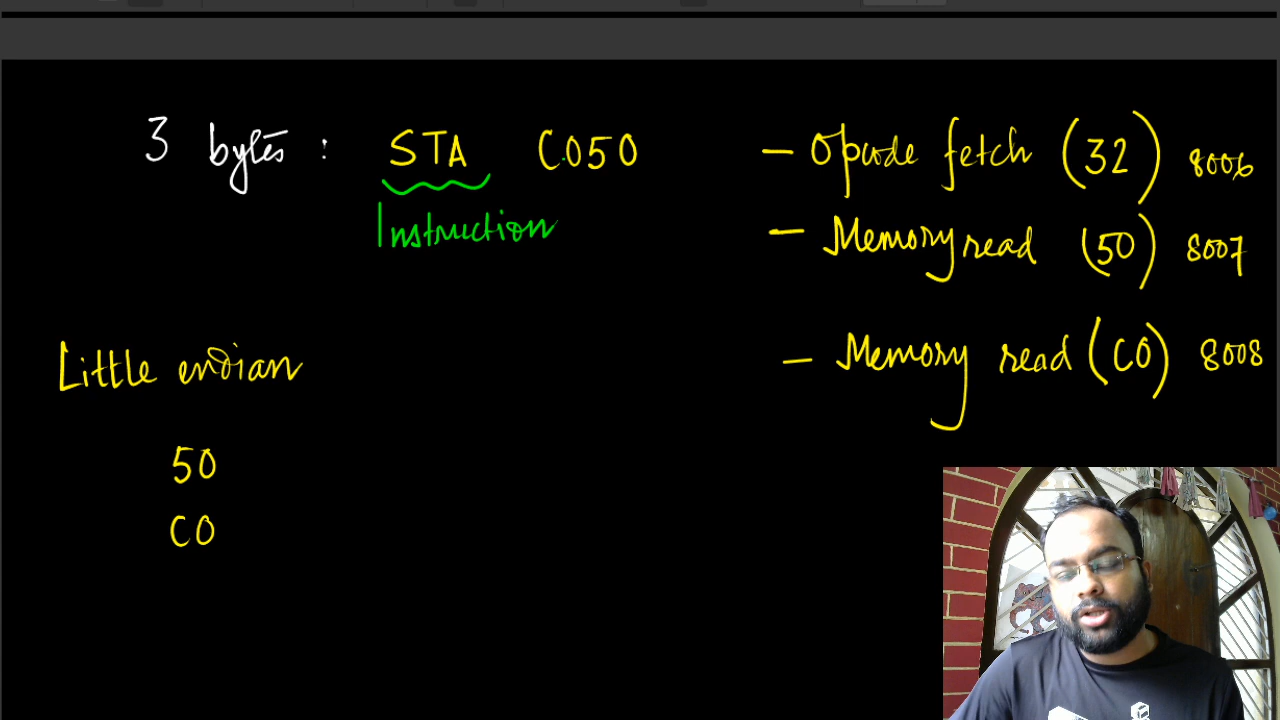 3 bytes : STA C050
Instruction
- Opcode fetch (32) 8006
- Memory read (50) 8007
- Memory read (C0) 8008
Little endian
50
C0